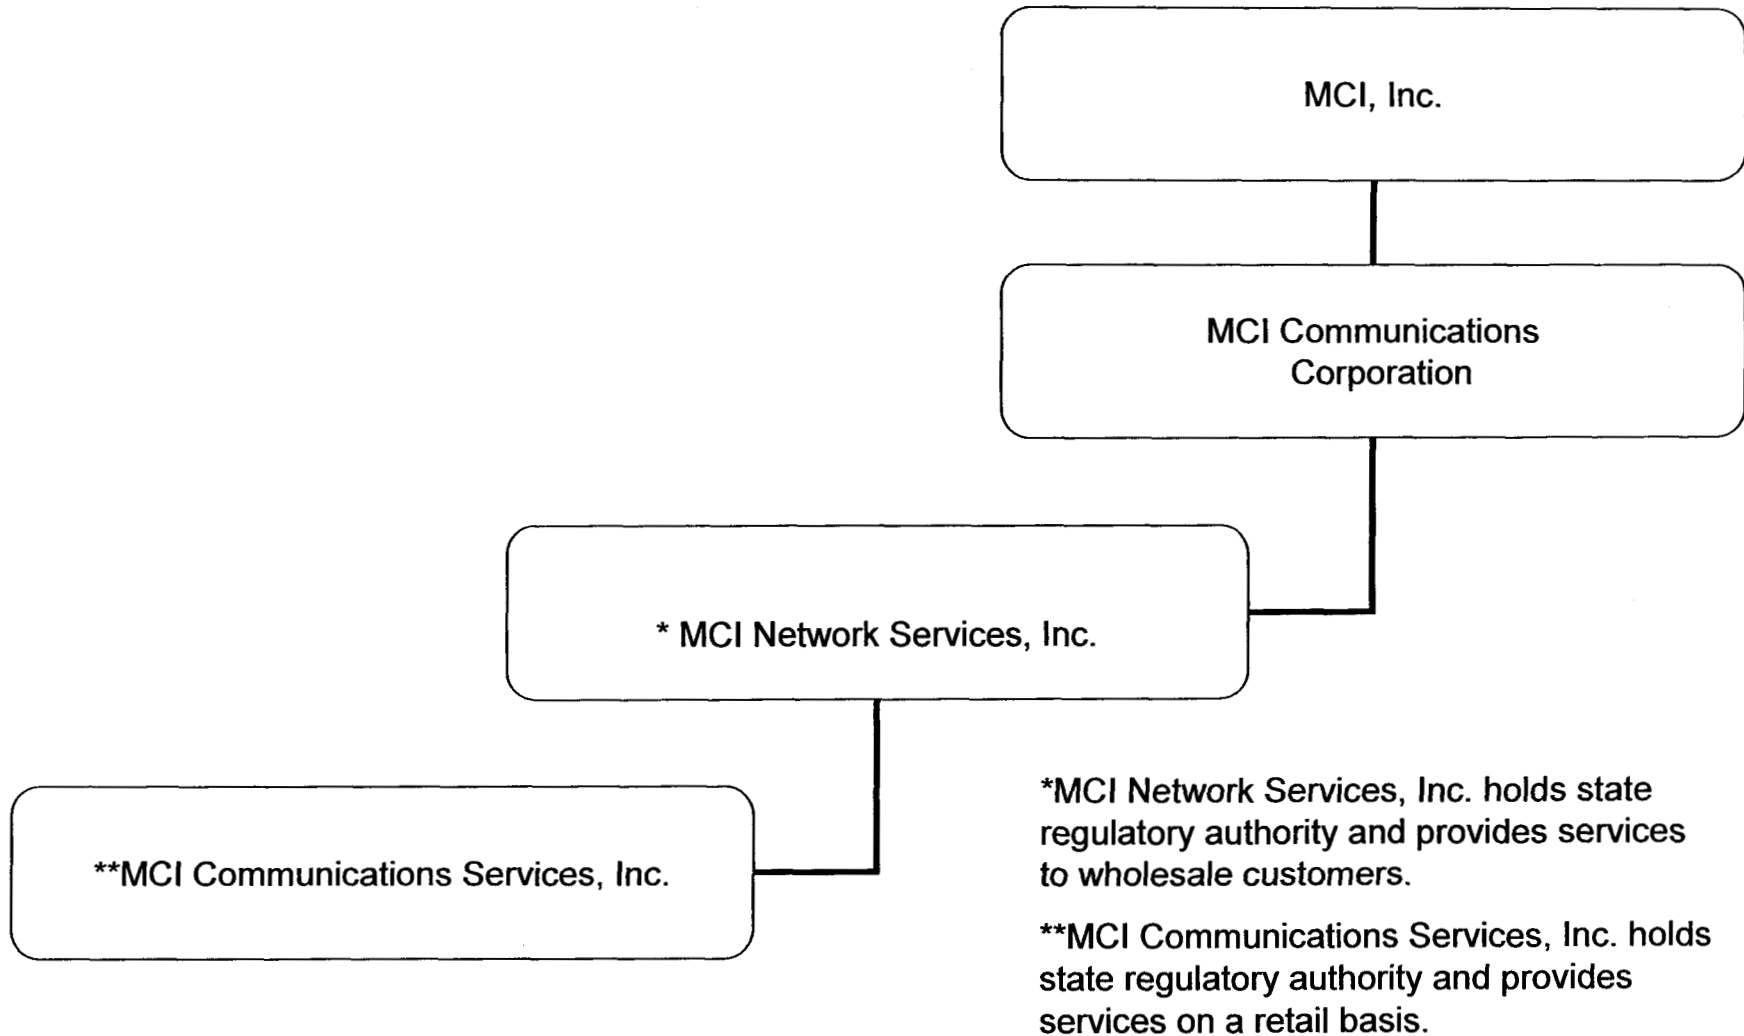 MCI, Inc.
MCI Communications
Corporation
* MCI Network Services, Inc.
**MCI Communications Services, Inc.
*MCI Network Services, Inc. holds state
regulatory authority and provides services
to wholesale customers.
**MCI Communications Services, Inc. holds
state regulatory authority and provides
services on a retail basis.